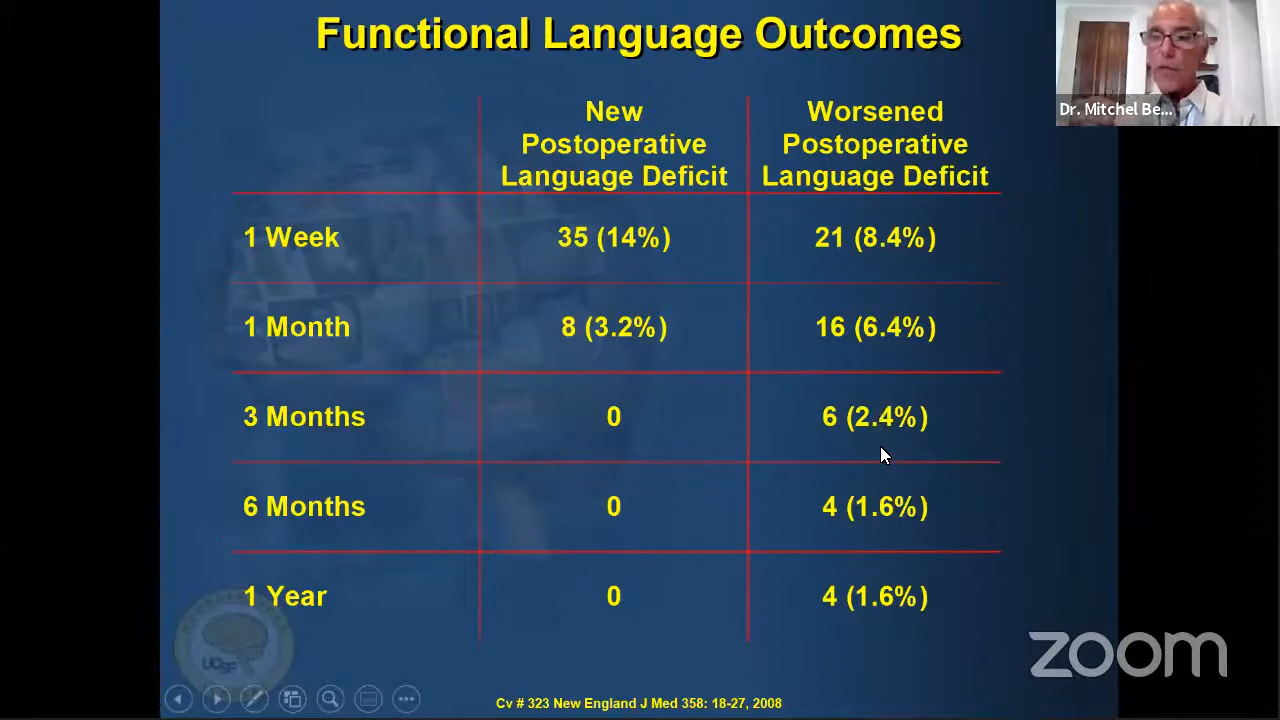 Functional Language Outcomes
Dr. Mitchel Be...
New
Postoperative
Language Deficit
Worsened
Postoperative
Language Deficit
1 Week
35 (14%)
21 (8.4%)
1 Month
8 (3.2%)
16 (6.4%)
3 Months
0
6 (2.4%)
6 Months
0
4 (1.6%)
1 Year
0
4 (1.6%)
UCSF
zoom
Cv # 323 New England J Med 358: 18-27, 2008